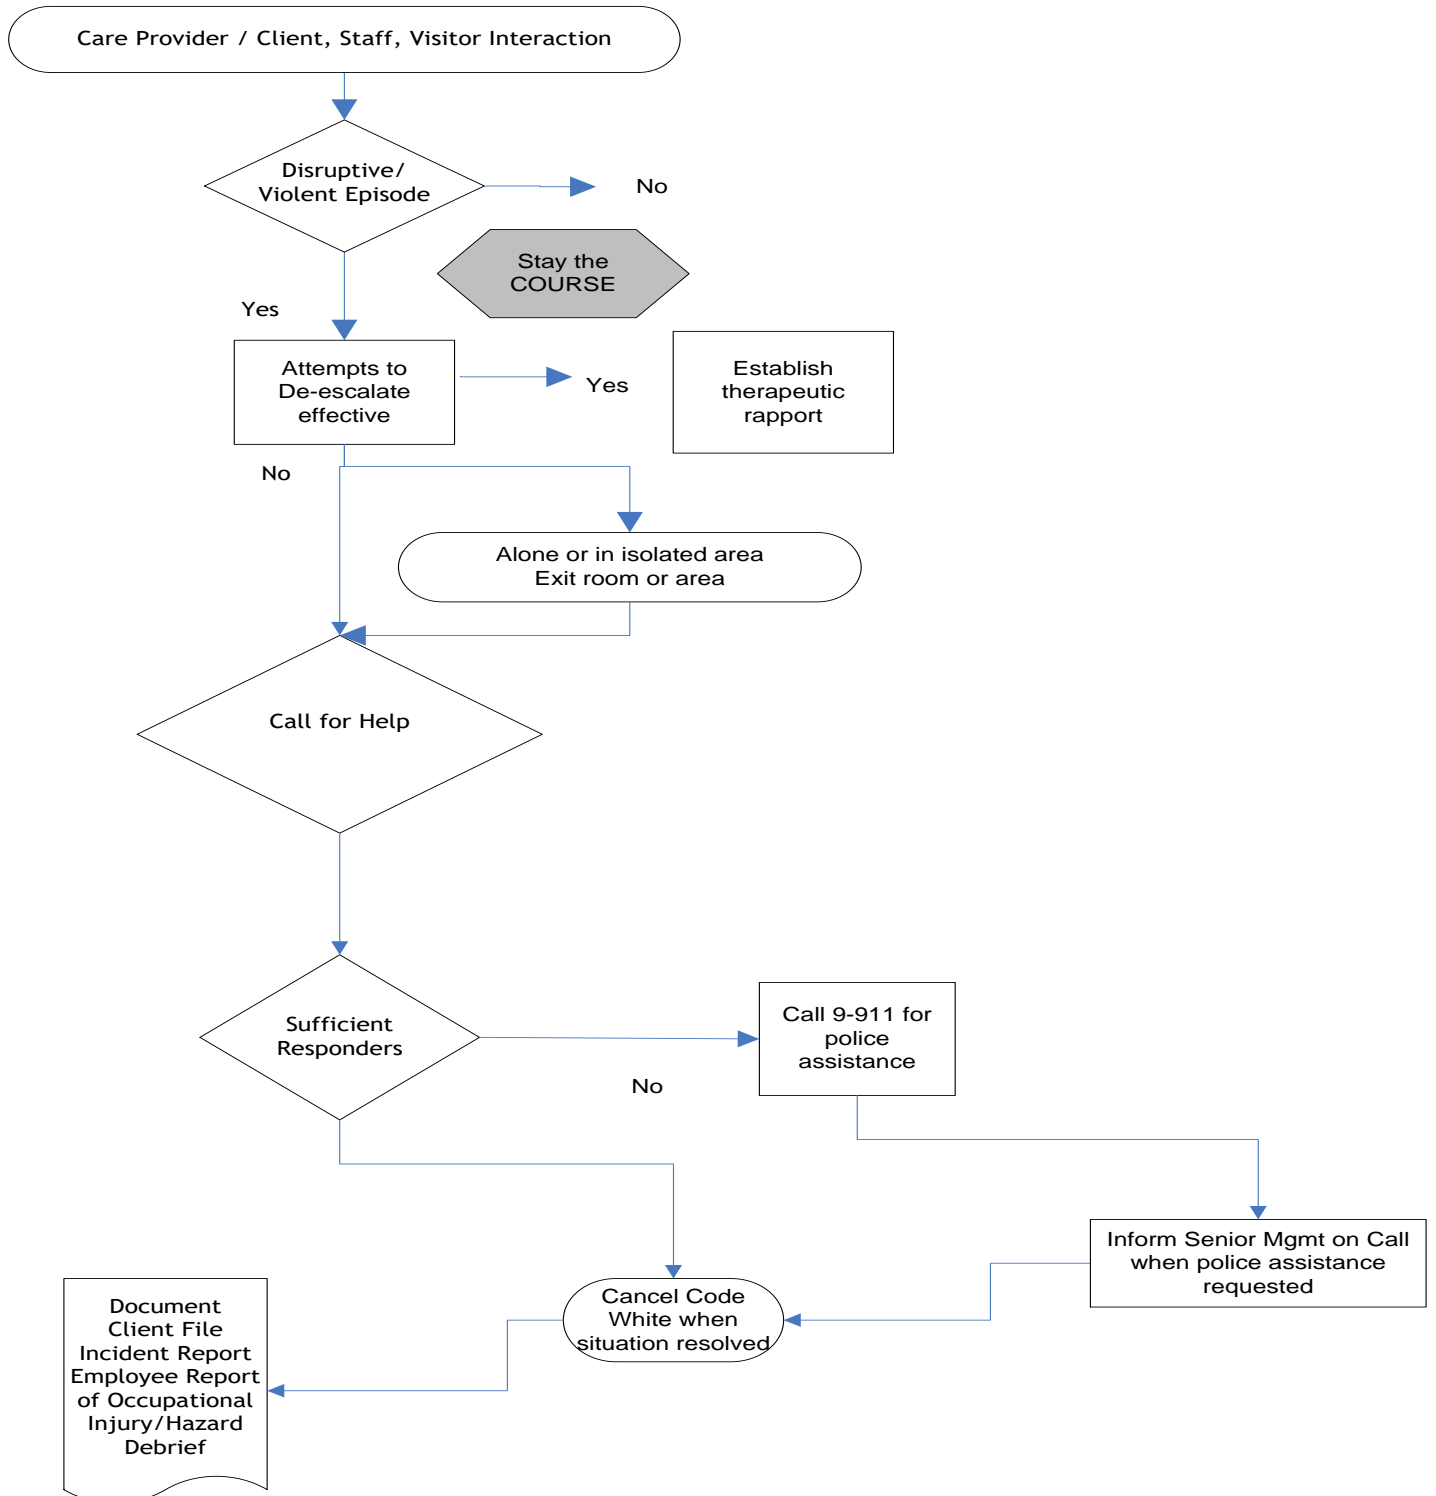 Care Provider / Client, Staff, Visitor Interaction
Disruptive/
Violent Episode
No
Stay the
COURSE
Yes
Attempts to
De-escalate
effective
Yes
Establish
therapeutic
rapport
No
Alone or in isolated area
Exit room or area
Call for Help
Sufficient
Responders
No
Call 9-911 for
police
assistance
Inform Senior Mgmt on Call
when police assistance
requested
Cancel Code
White when
situation resolved
Document
Client File
Incident Report
Employee Report
of Occupational
Injury/Hazard
Debrief